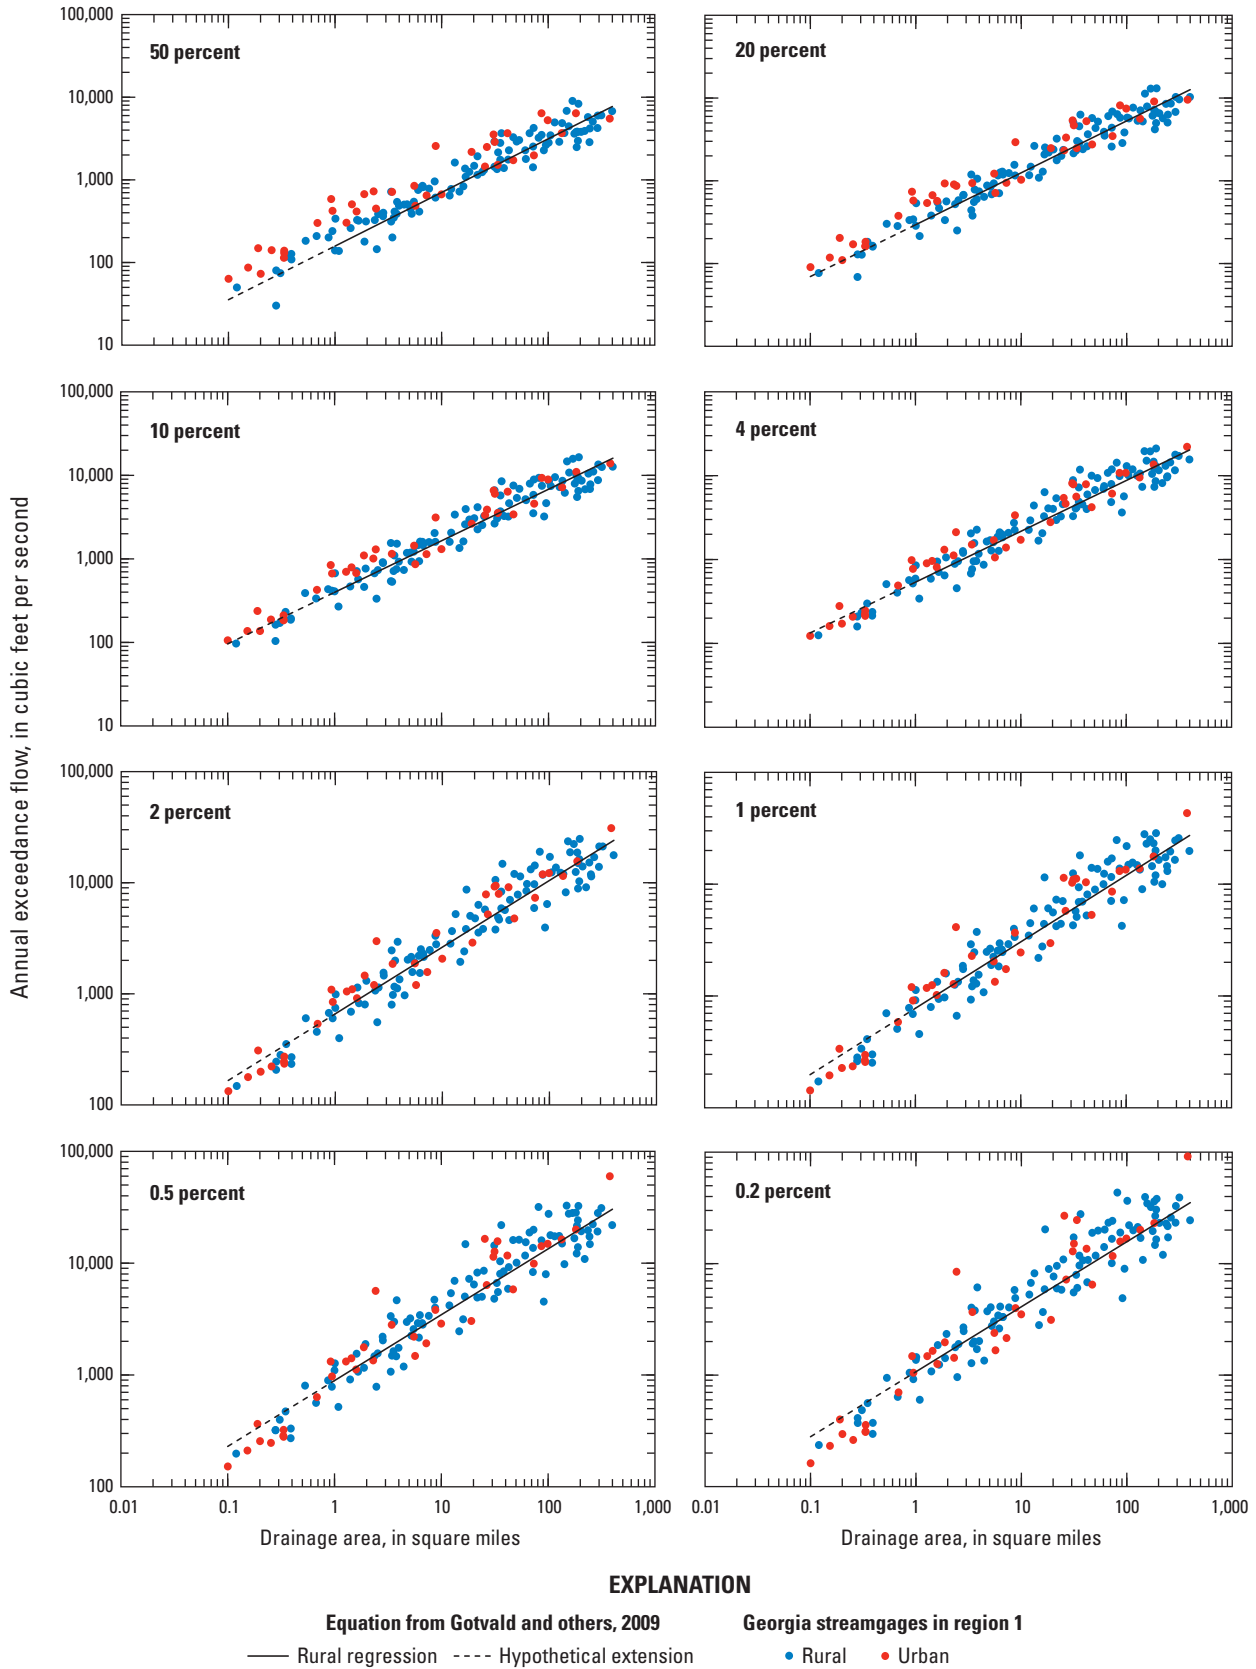 Annual exceedance flow, in cubic feet per second
100,000
50 percent
20 percent
10,000
1,000
100
10
100,000
10 percent
4 percent
10,000
1,000
100
10
100,000
2 percent
1 percent
10,000
1,000
100
100,000
0.5 percent
0.2 percent
10,000
1,000
100
0.01 0.1 1 10 100 1,000
0.01 0.1 1 10 100 1,000
Drainage area, in square miles
Drainage area, in square miles
EXPLANATION
Equation from Gotvald and others, 2009
Rural regression
Hypothetical extension
Georgia streamgages in region 1
Rural
Urban